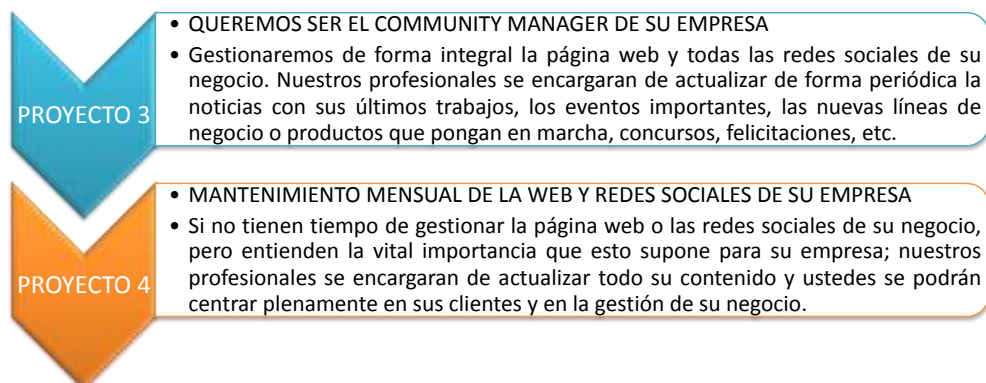 PROYECTO 3
• QUEREMOS SER EL COMMUNITY MANAGER DE SU EMPRESA
• Gestionaremos de forma integral la página web y todas las redes sociales de su
negocio. Nuestros profesionales se encargaran de actualizar de forma periódica la
noticias con sus últimos trabajos, los eventos importantes, las nuevas líneas de
negocio o productos que pongan en marcha, concursos, felicitaciones, etc.
PROYECTO 4
• MANTENIMIENTO MENSUAL DE LA WEB Y REDES SOCIALES DE SU EMPRESA
• Si no tienen tiempo de gestionar la página web o las redes sociales de su negocio,
pero entienden la vital importancia que esto supone para su empresa; nuestros
profesionales se encargaran de actualizar todo su contenido y ustedes se podrán
centrar plenamente en sus clientes y en la gestión de su negocio.